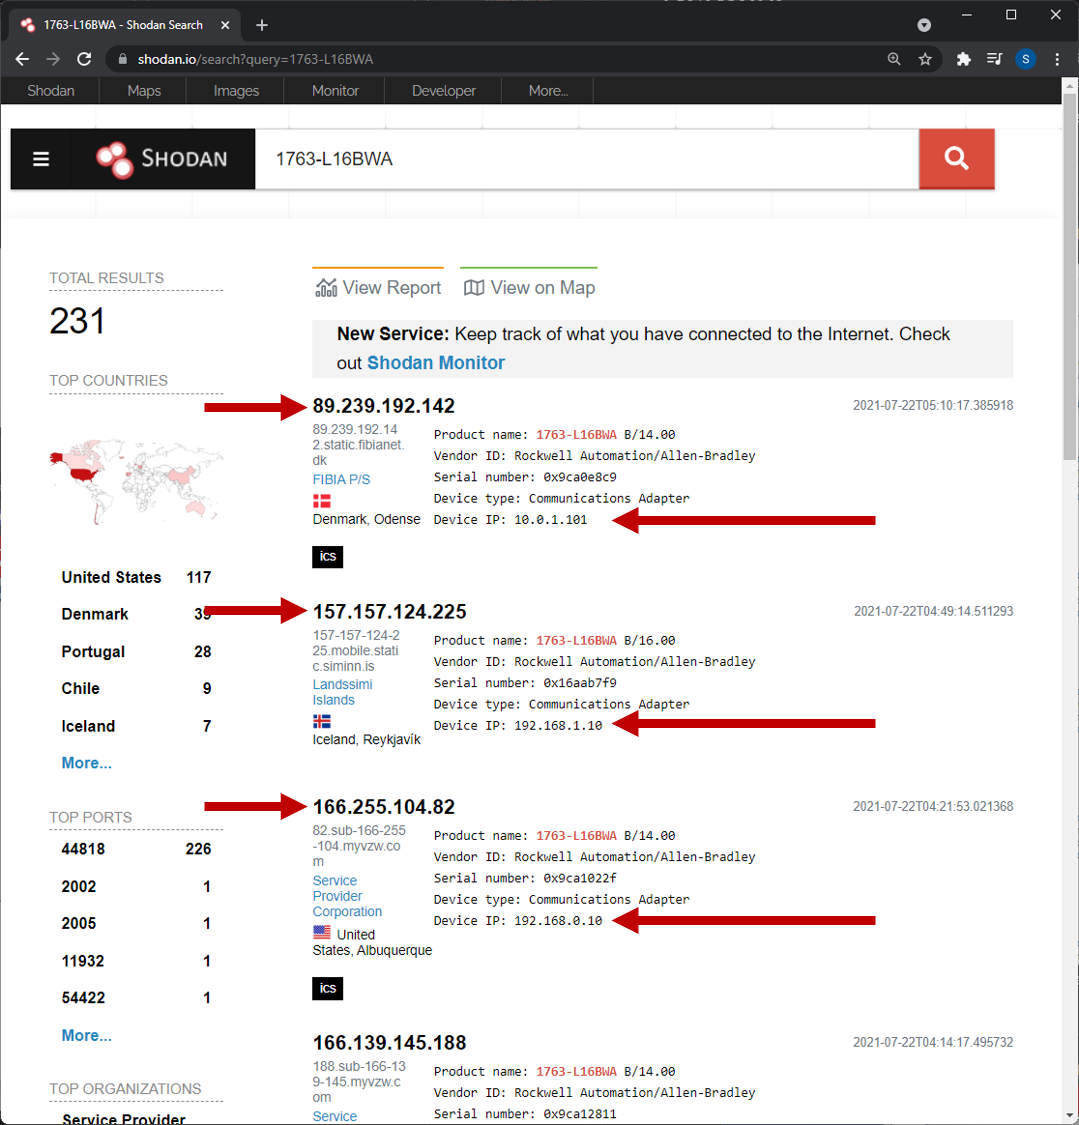 1763-L16BWA - Shodan Search
shodan.io/search?query=1763-L16BWA
S
Shodan Maps Images Monitor Developer More...
SHODAN
1763-L16BWA
TOTAL RESULTS
231
TOP COUNTRIES
United States 117
Denmark 39
Portugal 28
Chile 9
Iceland 7
More...
TOP PORTS
44818 226
2002 1
2005 1
11932 1
54422 1
More...
TOP ORGANIZATIONS
Service Provider
View Report View on Map
New Service: Keep track of what you have connected to the Internet. Check
out Shodan Monitor
89.239.192.142
2021-07-22T05:10:17.385918
89.239.192.14
2.static.fibianet.
dk
FIBIA P/S
Denmark, Odense
ics
Product name: 1763-L16BWA B/14.00
Vendor ID: Rockwell Automation/Allen-Bradley
Serial number: 0x9ca0e8c9
Device type: Communications Adapter
Device IP: 10.0.1.101
157.157.124.225
2021-07-22T04:49:14.511293
157-157-124-2
25.mobile.stati
c.siminn.is
Landssimi
Islands
Iceland, Reykjavík
Product name: 1763-L16BWA B/16.00
Vendor ID: Rockwell Automation/Allen-Bradley
Serial number: 0x16aab7f9
Device type: Communications Adapter
Device IP: 192.168.1.10
166.255.104.82
2021-07-22T04:21:53.021368
82.sub-166-255
-104.myvzw.co
m
Service
Provider
Corporation
United
States, Albuquerque
ics
Product name: 1763-L16BWA B/14.00
Vendor ID: Rockwell Automation/Allen-Bradley
Serial number: 0x9ca1022f
Device type: Communications Adapter
Device IP: 192.168.0.10
166.139.145.188
2021-07-22T04:14:17.495732
188.sub-166-13
9-145.myvzw.c
om
Service
Product name: 1763-L16BWA B/14.00
Vendor ID: Rockwell Automation/Allen-Bradley
Serial number: 0x9ca12811